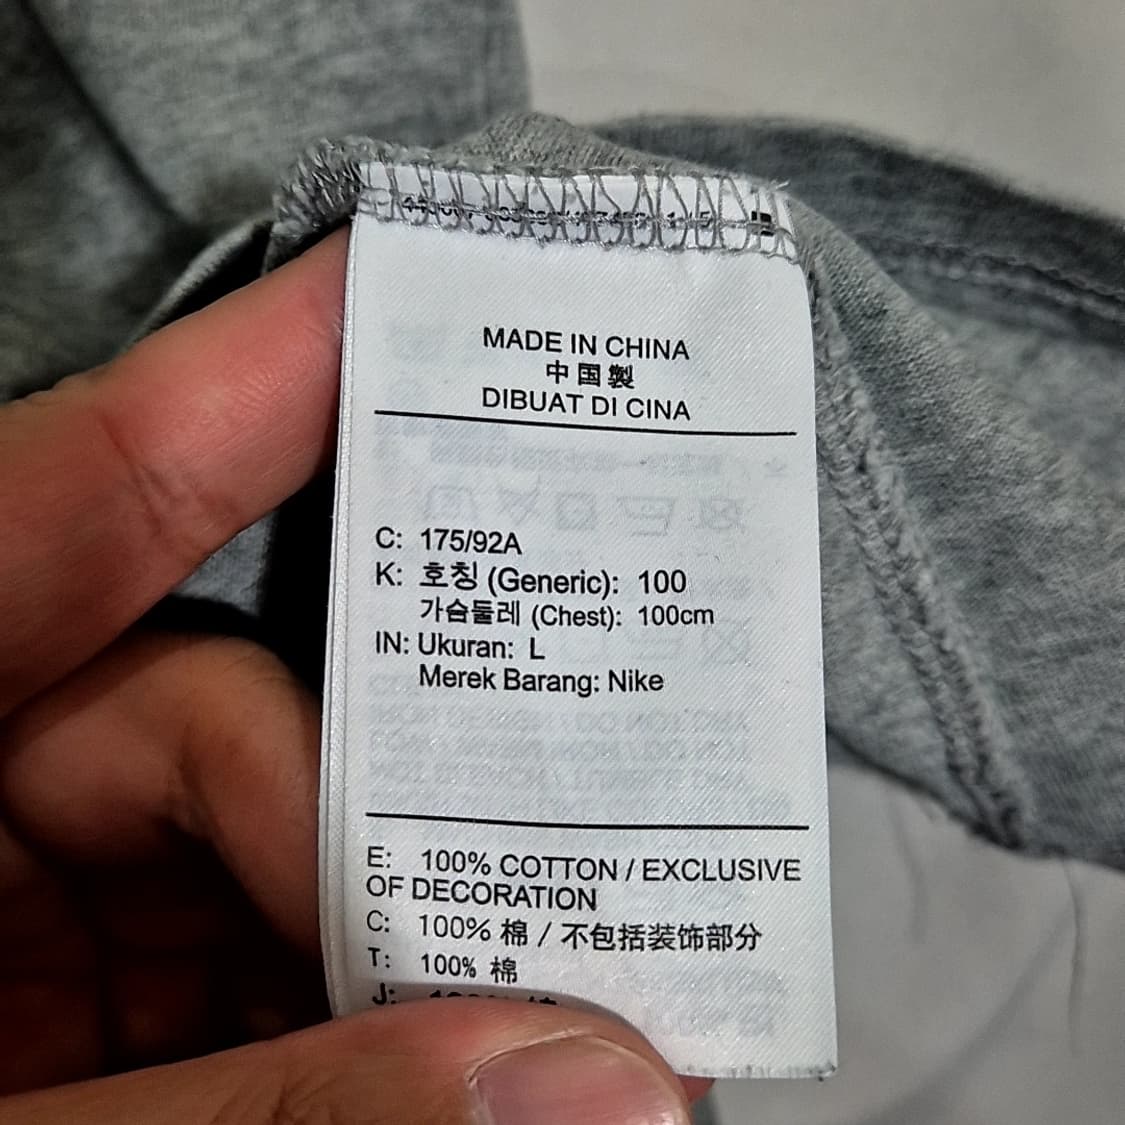 MADE IN CHINA
中国製
DIBUAT DI CINA
C: 175/92A
K: 호칭 (Generic): 100
가슴둘레 (Chest): 100cm
IN: Ukuran: L
Merek Barang: Nike
E: 100% COTTON / EXCLUSIVE
OF DECORATION
C: 100% 棉 / 不包括装饰部分
T: 100% 棉
J: